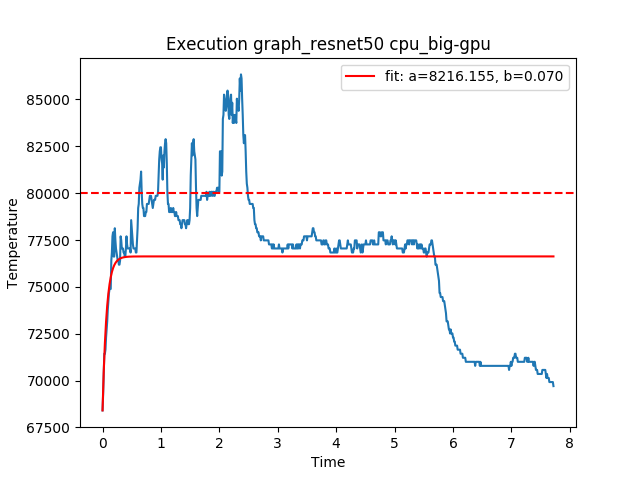 Execution graph_resnet50 cpu_big-gpu
fit: a=8216.155, b=0.070
85000
82500
80000
77500
75000
72500
70000
67500
Temperature
0 1 2 3 4 5 6 7 8
Time